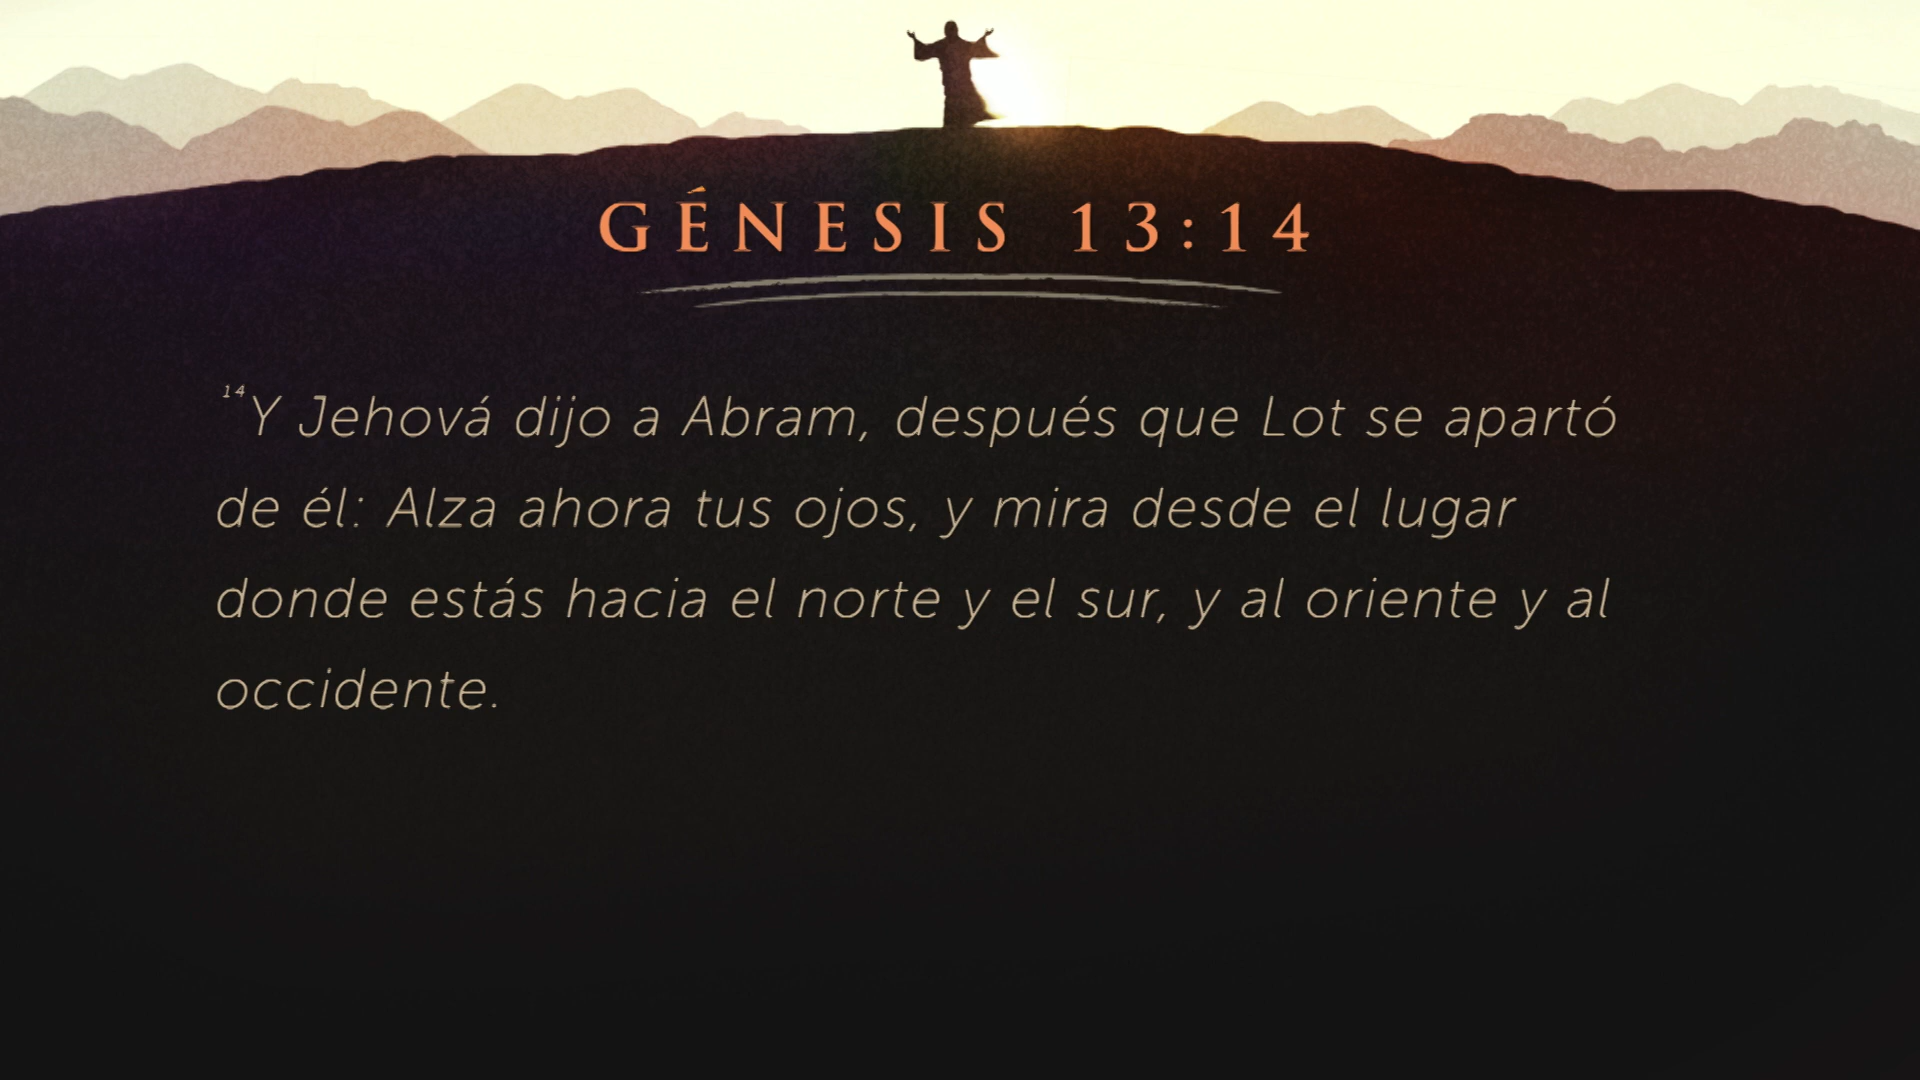 GÉNESIS 13:14
14Y Jehová dijo a Abram, después que Lot se apartó
de él: Alza ahora tus ojos, y mira desde el lugar
donde estás hacia el norte y el sur, y al oriente y al
occidente.